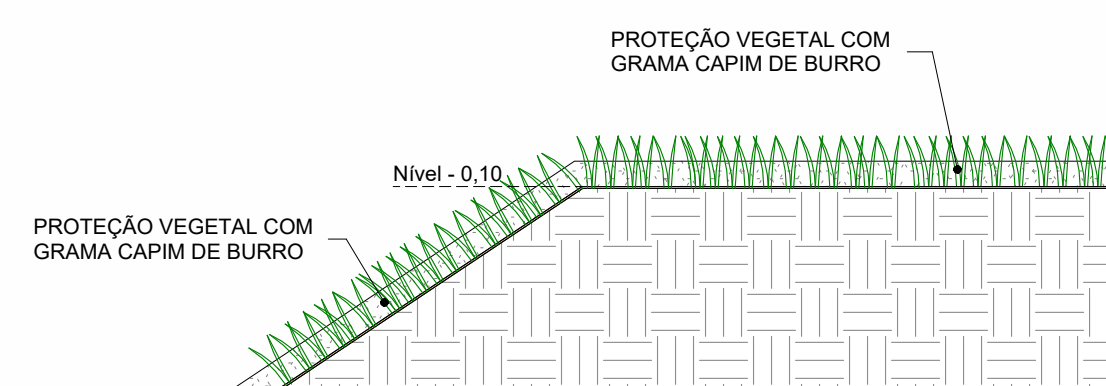 PROTEÇÃO VEGETAL COM
GRAMA CAPIM DE BURRO
Nível - 0,10
PROTEÇÃO VEGETAL COM
GRAMA CAPIM DE BURRO